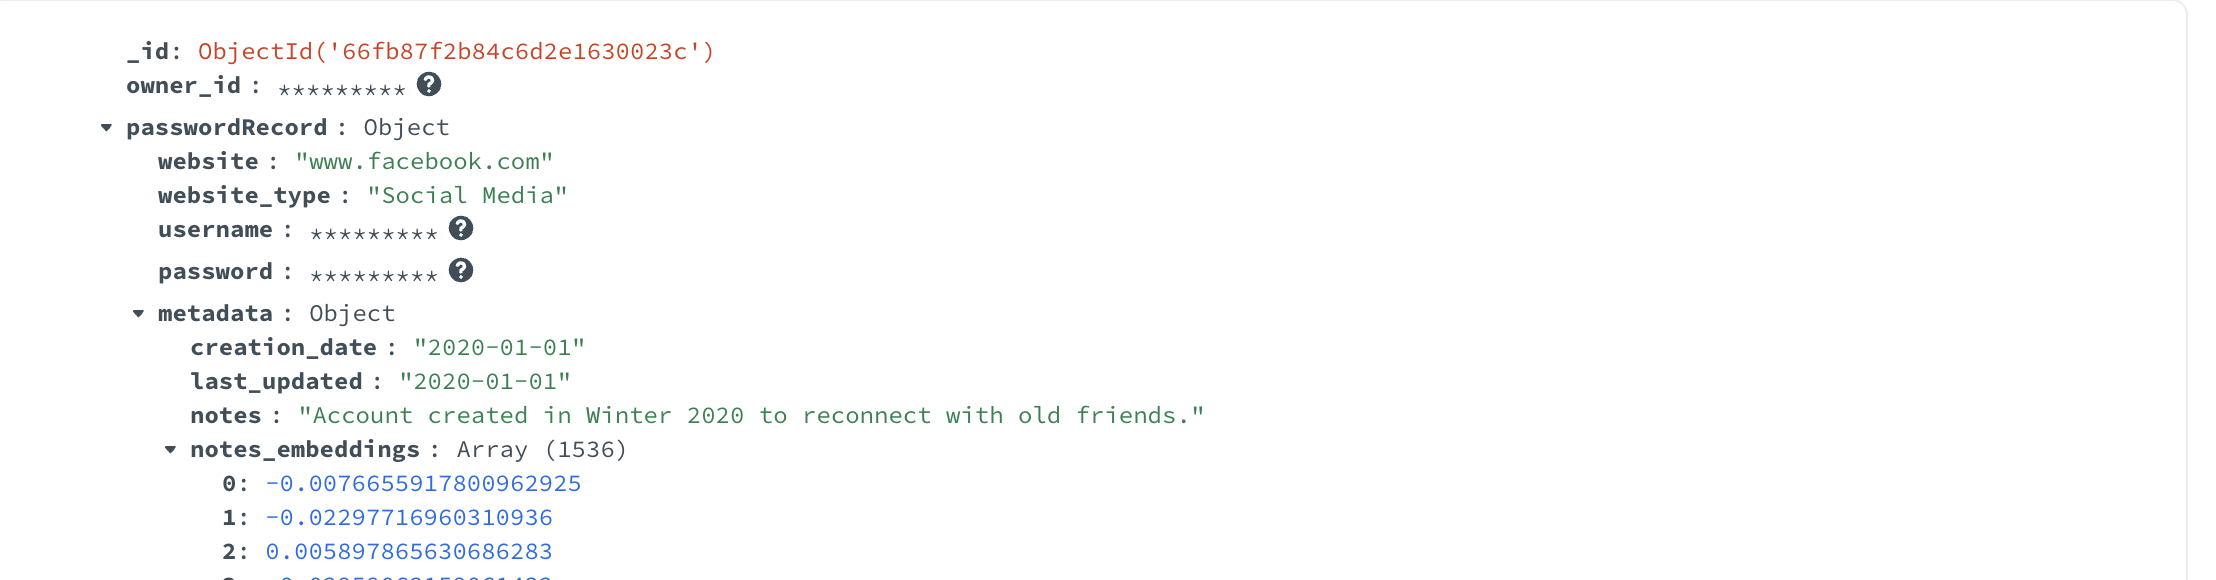 _id: ObjectId('66fb87f2b84c6d2e1630023c')
owner_id : *********
passwordRecord : Object
website : "www.facebook.com"
website_type : "Social Media"
username : *********
password : *********
metadata : Object
creation_date : "2020-01-01"
last_updated : "2020-01-01"
notes : "Account created in Winter 2020 to reconnect with old friends."
notes_embeddings : Array (1536)
0: -0.0076655917800962925
1: -0.02297716960310936
2: 0.005897865630686283